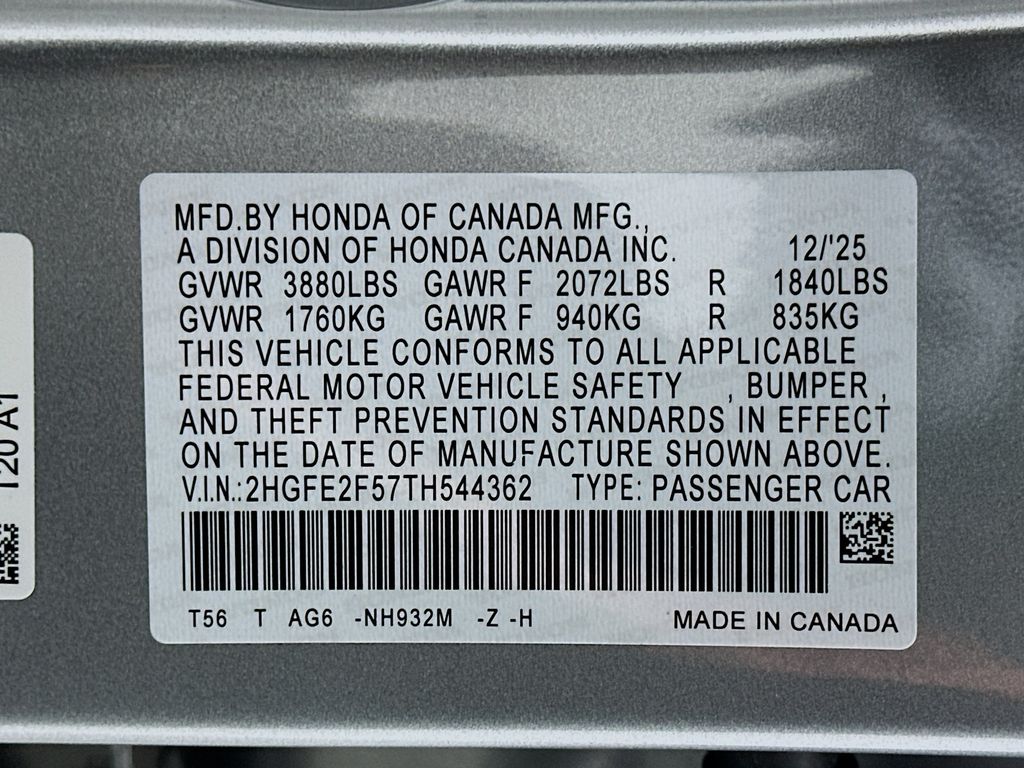 MFD.BY HONDA OF CANADA MFG.,
A DIVISION OF HONDA CANADA INC. 12/'25
GVWR 3880LBS GAWR F 2072LBS R 1840LBS
GVWR 1760KG GAWR F 940KG R 835KG
THIS VEHICLE CONFORMS TO ALL APPLICABLE
FEDERAL MOTOR VEHICLE SAFETY , BUMPER ,
AND THEFT PREVENTION STANDARDS IN EFFECT
ON THE DATE OF MANUFACTURE SHOWN ABOVE.
V.I.N.:2HGFE2F57TH544362 TYPE: PASSENGER CAR
T56 T AG6 -NH932M -Z -H MADE IN CANADA
120 A1